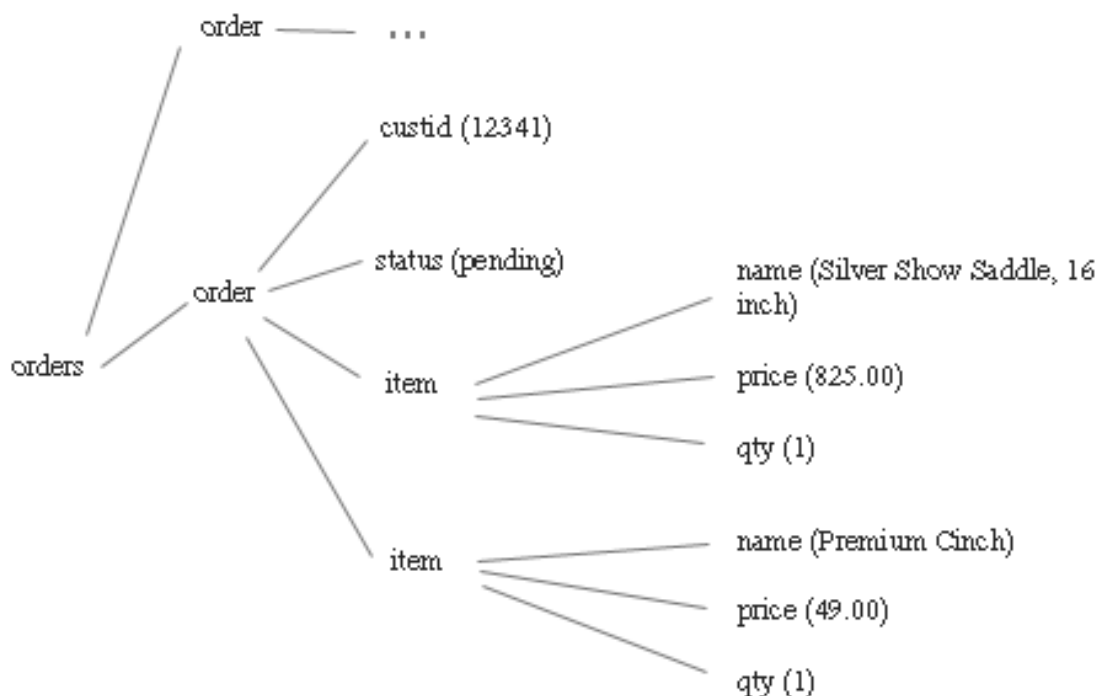 order
...
custid (12341)
status (pending)
name (Silver Show Saddle, 16
inch)
order
orders
item
price (825.00)
qty (1)
name (Premium Cinch)
item
price (49.00)
qty (1)